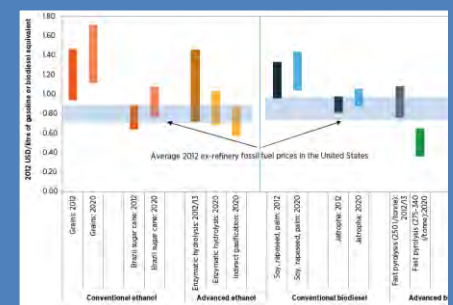 2012 USD/litre of gasoline or biodiesel equivalent
1.80
1.60
1.40
1.20
1.00
0.80
0.60
0.40
0.20
0.00
Average 2012 ex-refinery fossil fuel prices in the United States
Grains: 2012
Grains: 2020
Brazil sugar cane: 2012
Brazil sugar cane: 2020
Enzymatic hydrolysis: 2012/13
Enzymatic hydrolysis: 2020
Indirect gasification: 2020
Soy, rapeseed, palm: 2012
Soy, rapeseed, palm: 2020
Jatropha: 2012
Jatropha: 2020
Fast pyrolysis (250 l/tonne):
2012/13
Fast pyrolysis (275-340
l/tonne):2020
Conventional ethanol
Advanced ethanol
Conventional biodiesel
Advanced b